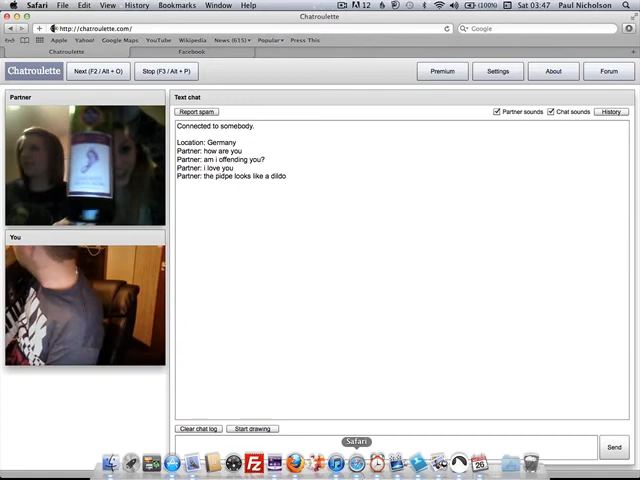 Safari File Edit View History Bookmarks Window 12 (100%) Sat 03:47 Paul Nicholson
Chatroulette
http://chatroulette.com/ Google
Apple Yahoo! Google Maps YouTube Wikipedia News (615) Popular Press This
Chatroulette Facebook
Chatroulette Next (F2 / Alt + O) Stop (F3 / Alt + P) Premium Settings About Forum
Partner
Text chat
Report spam Partner sounds Chat sounds History
Connected to somebody.
Location: Germany
Partner: how are you
Partner: am i offending you?
Partner: i love you
Partner: the pidpe looks like a dildo
You
Clear chat log Start drawing
Send
Safari
26